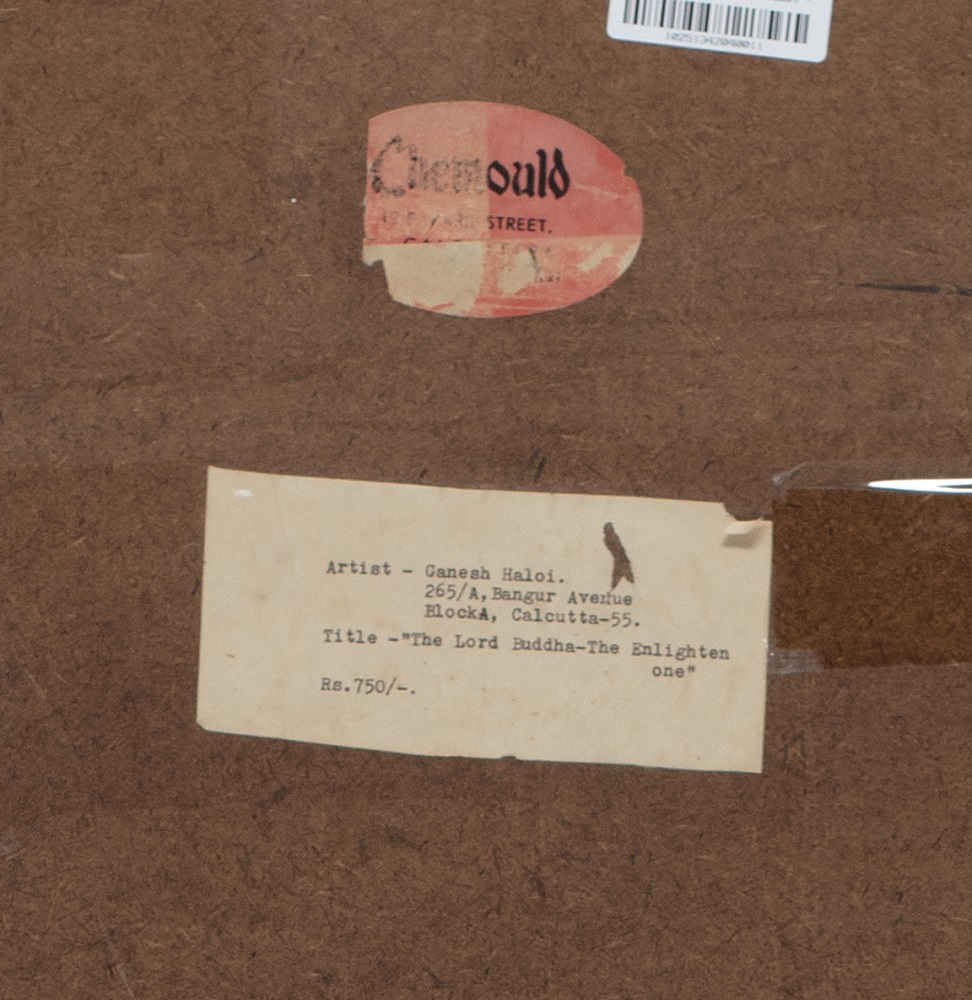 Chemould
STREET,
Artist - Ganesh Haloi.
265/A, Bangur Avenue
BlockA, Calcutta-55.
Title -"The Lord Buddha-The Enlighten
one"
Rs.750/-.